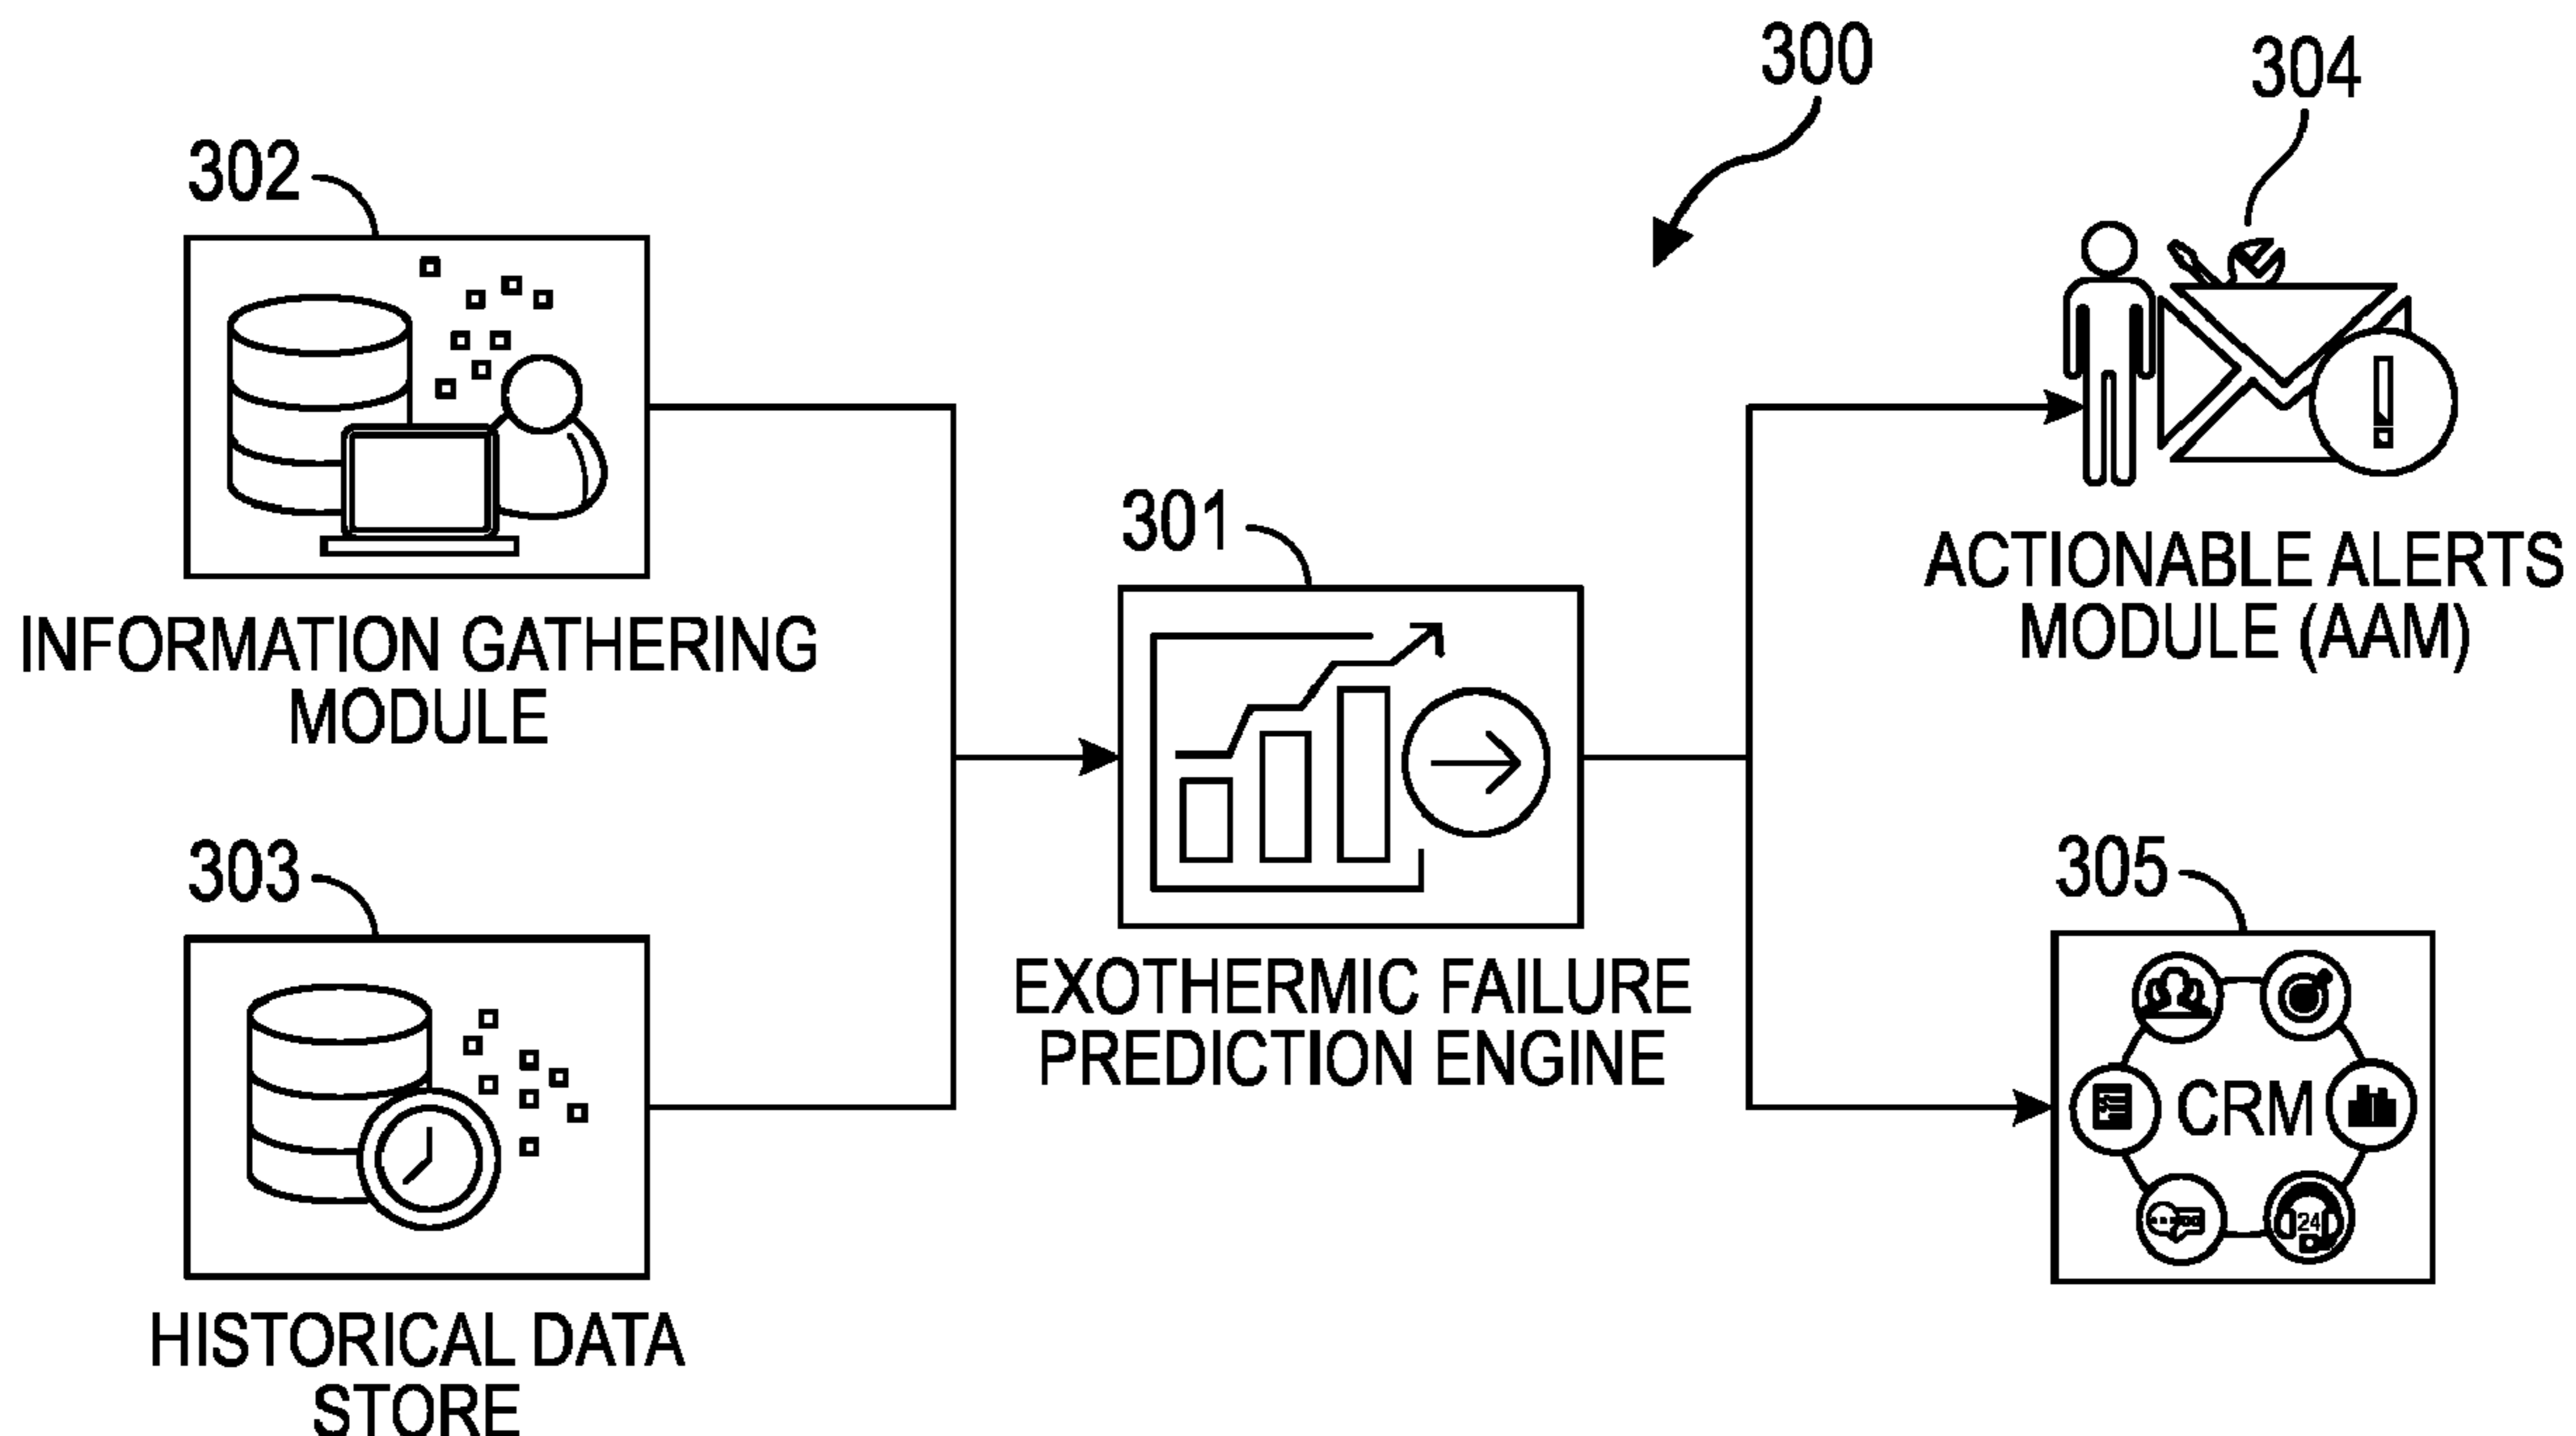 300
304
302
INFORMATION GATHERING
MODULE
301
ACTIONABLE ALERTS
MODULE (AAM)
303
EXOTHERMIC FAILURE
PREDICTION ENGINE
305
CRM
24
HISTORICAL DATA
STORE